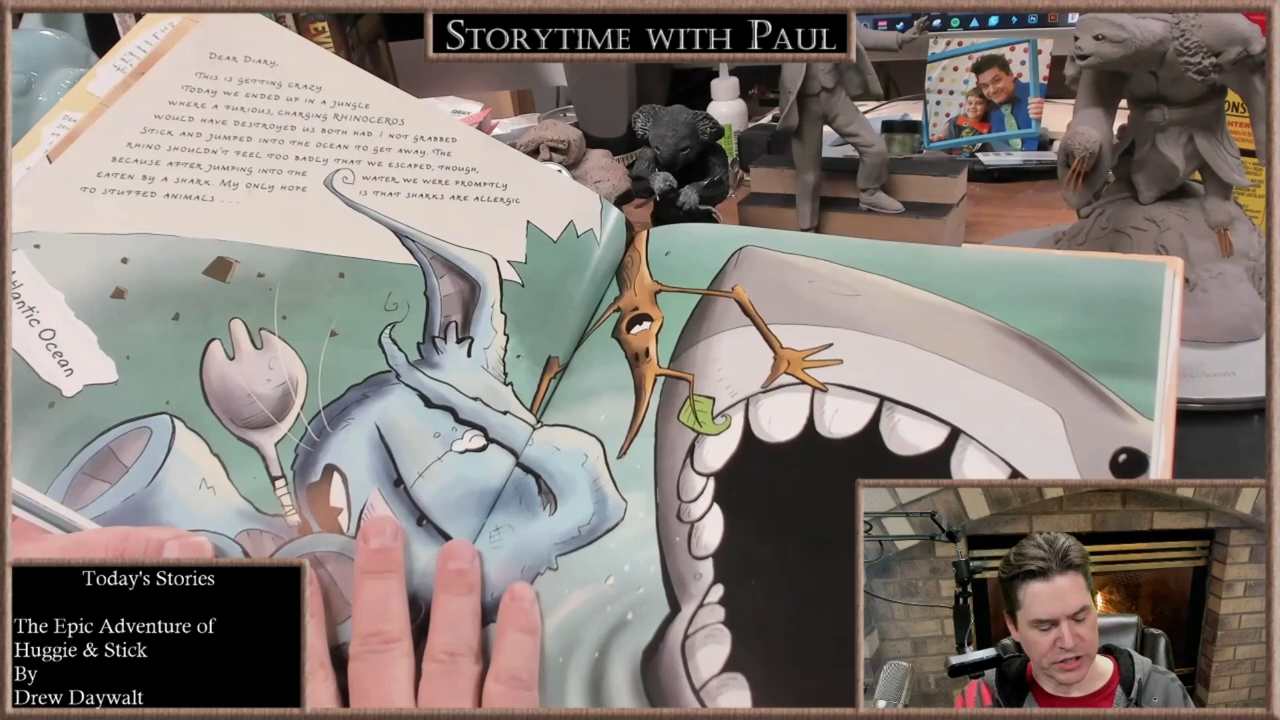 STORYTIME WITH PAUL
DEAR DIARY,
THIS IS GETTING CRAZY.
TODAY WE ENDED UP IN A JUNGLE
WHERE A FURIOUS, CHARGING RHINOCEROS
WOULD HAVE DESTROYED US BOTH HAD I NOT GRABBED
STICK AND JUMPED INTO THE OCEAN TO GET AWAY. THE
RHINO SHOULDN'T FEEL TOO BADLY THAT WE ESCAPED, THOUGH,
BECAUSE AFTER JUMPING INTO THE WATER WE WERE PROMPTLY
EATEN BY A SHARK. MY ONLY HOPE IS THAT SHARKS ARE ALLERGIC
TO STUFFED ANIMALS . . .
Atlantic Ocean
Today's Stories
The Epic Adventure of
Huggie & Stick
By
Drew Daywalt